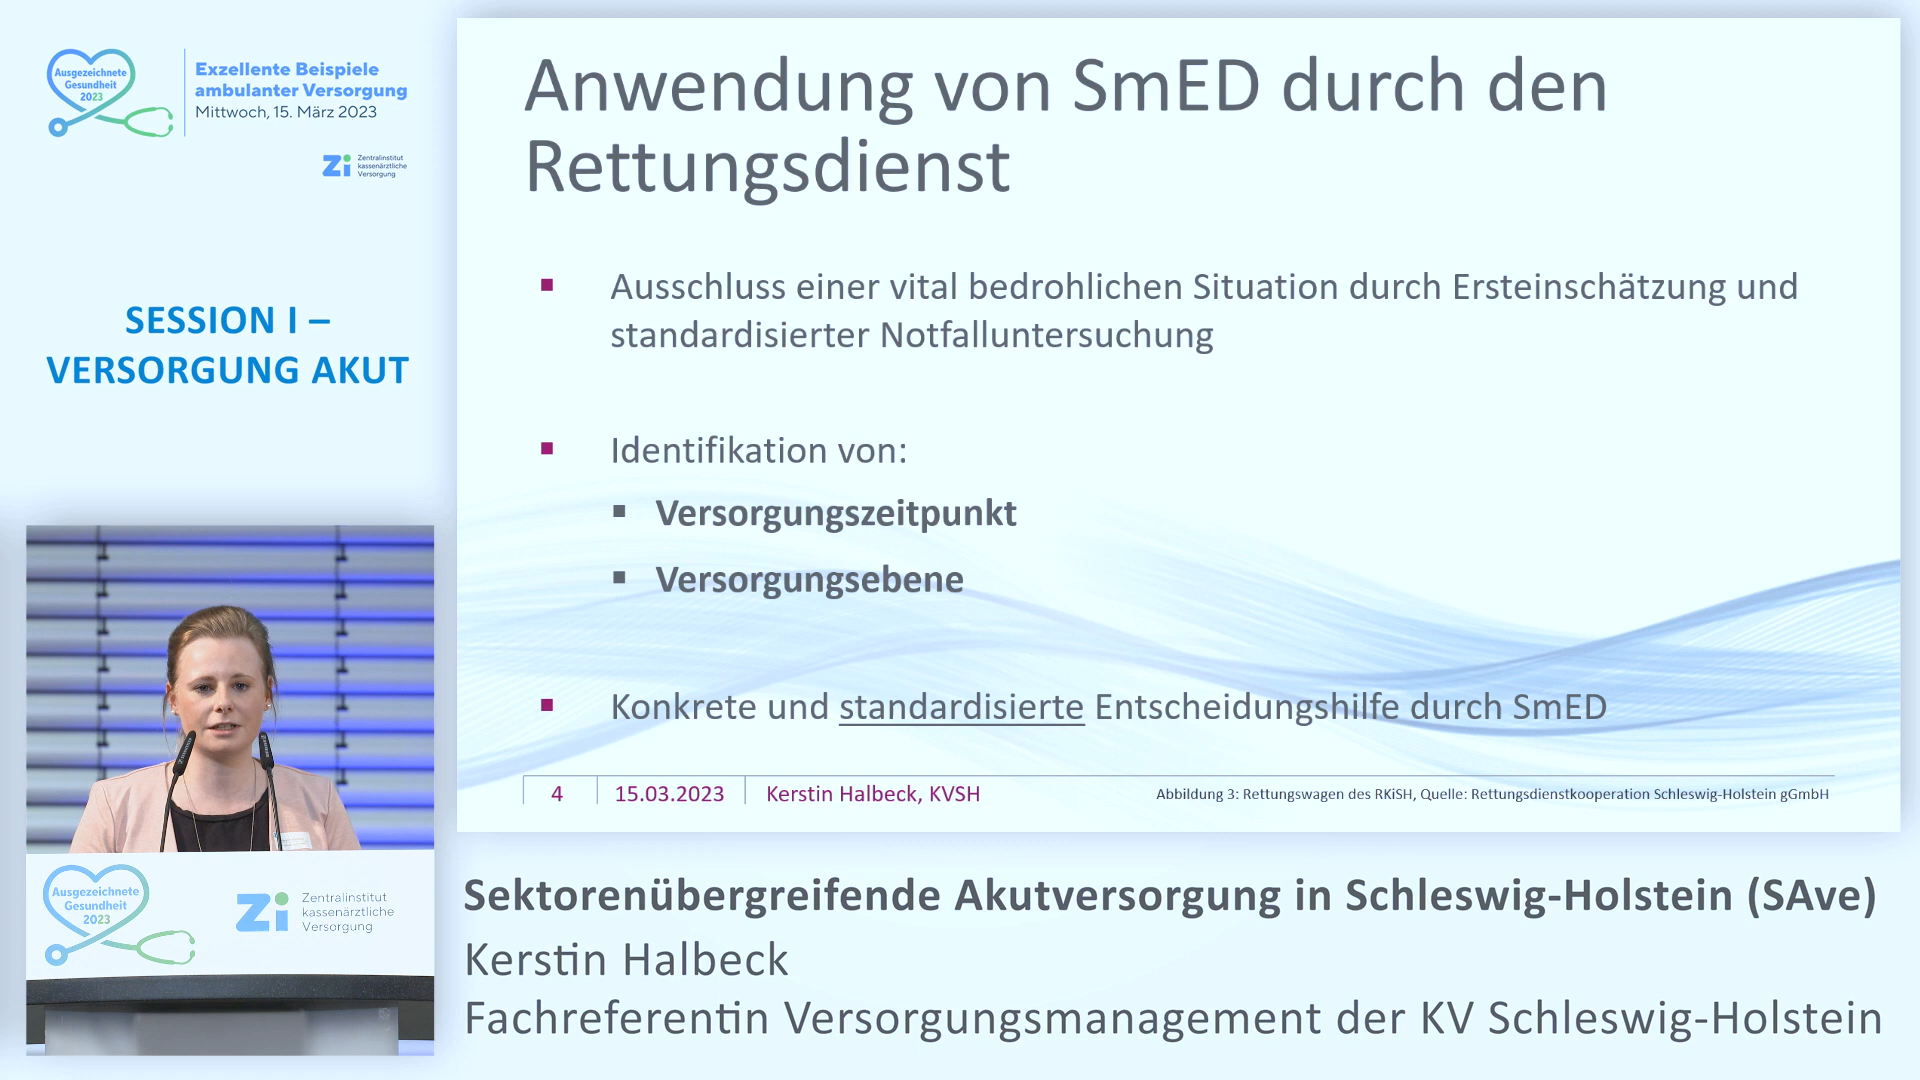 Ausgezeichnete
Gesundheit
2023
Exzellente Beispiele
ambulanter Versorgung
Mittwoch, 15. März 2023
Zi
Zentralinstitut
kassenärztliche
Versorgung
SESSION I –
VERSORGUNG AKUT
Anwendung von SmED durch den
Rettungsdienst
Ausschluss einer vital bedrohlichen Situation durch Ersteinschätzung und
standardisierter Notfalluntersuchung
Identifikation von:
Versorgungszeitpunkt
Versorgungsebene
Konkrete und standardisierte Entscheidungshilfe durch SmED
4 15.03.2023 Kerstin Halbeck, KVSH Abbildung 3: Rettungswagen des RKiSH, Quelle: Rettungsdienstkooperation Schleswig-Holstein gGmbH
Ausgezeichnete
Gesundheit
2023
Zi
Zentralinstitut
kassenärztliche
Versorgung
Sektorenübergreifende Akutversorgung in Schleswig-Holstein (SAve)
Kerstin Halbeck
Fachreferentin Versorgungsmanagement der KV Schleswig-Holstein